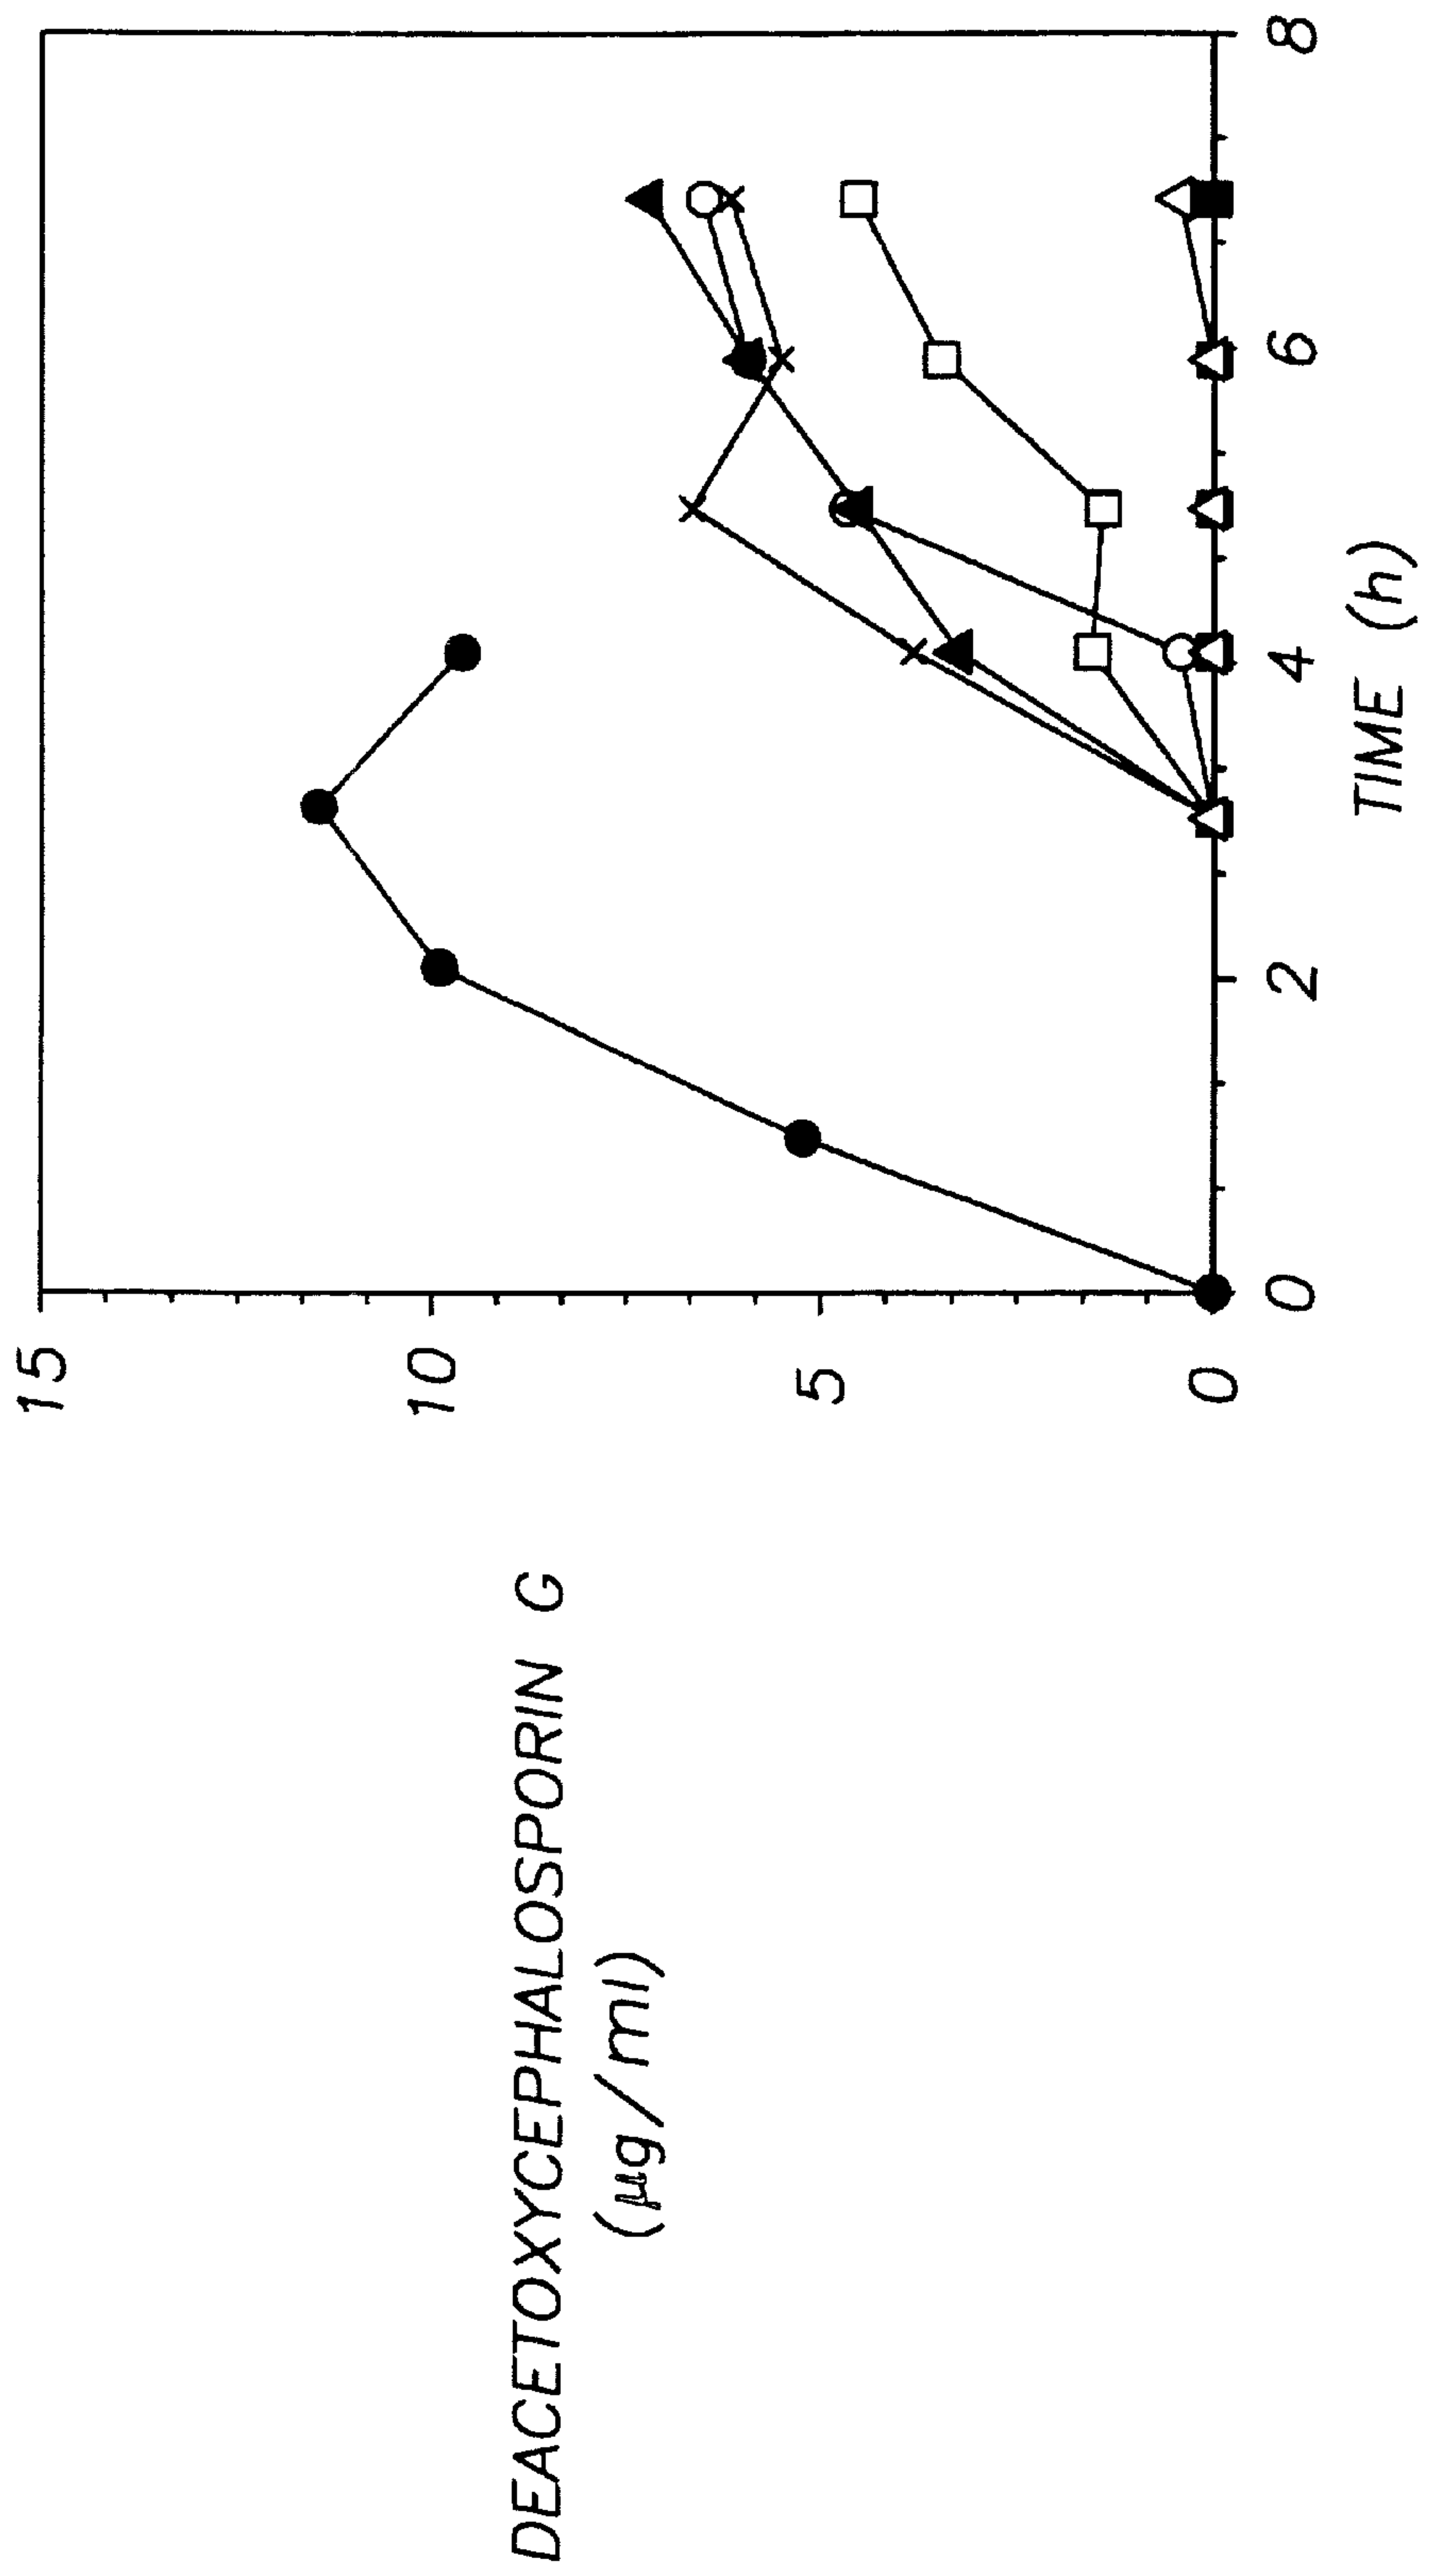 DEACETOXYCEPHALOSPORIN G
(µg/ml)
15
10
5
0
0 2 4 6 8
TIME (h)